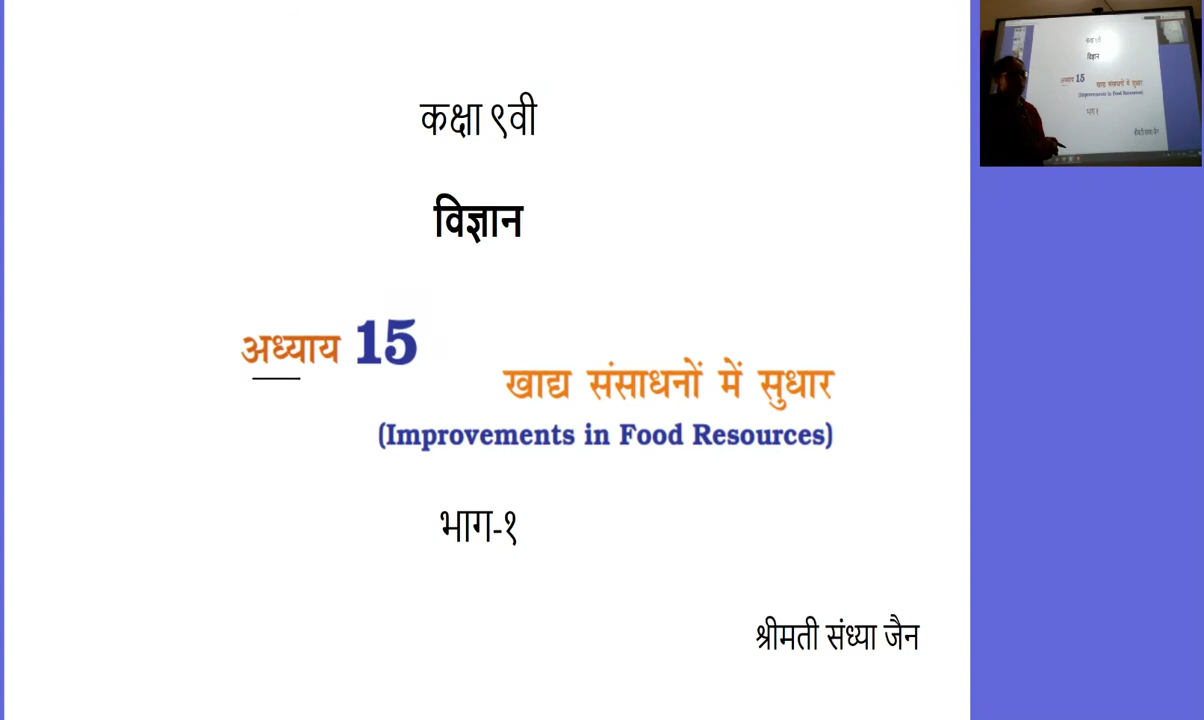 कक्षा ९वी
विज्ञान
अध्याय 15
खाद्य संसाधनों में सुधार
(Improvements in Food Resources)
भाग-१
श्रीमती संध्या जैन